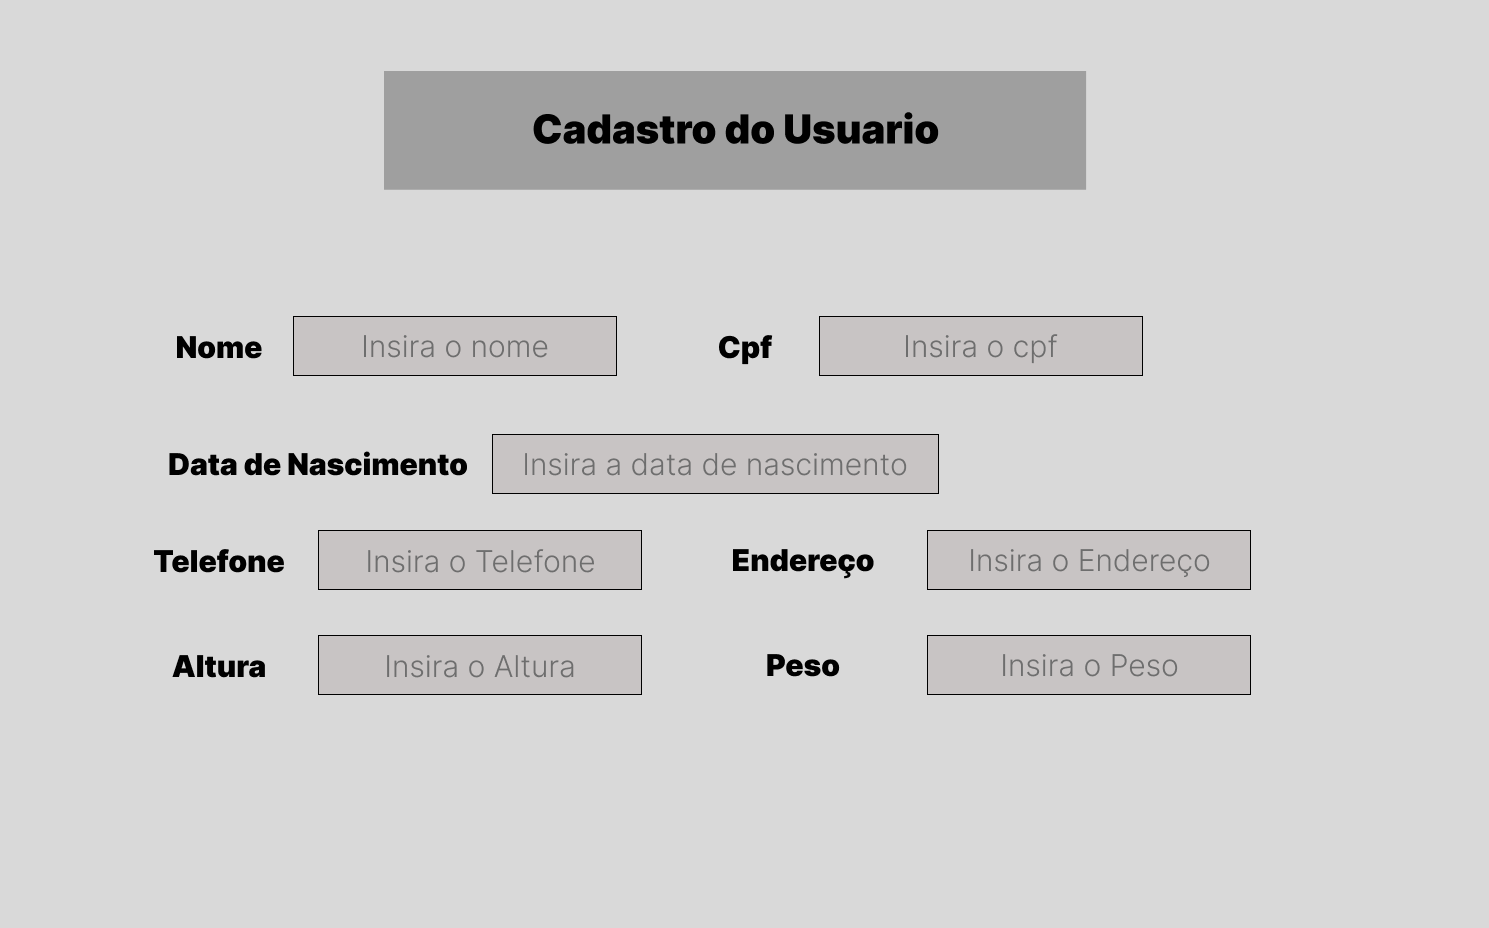 Cadastro do Usuario
Nome Insira o nome Cpf Insira o cpf
Data de Nascimento Insira a data de nascimento
Telefone Insira o Telefone Endereço Insira o Endereço
Altura Insira o Altura Peso Insira o Peso